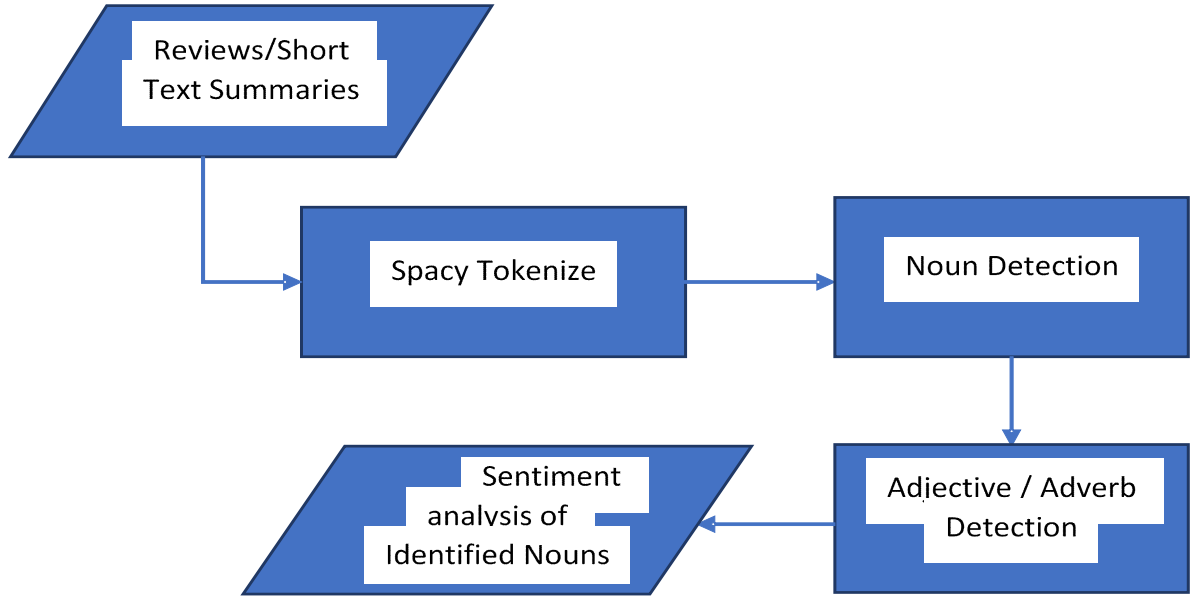 Reviews/Short
Text Summaries
Spacy Tokenize
Noun Detection
Adjective / Adverb
Detection
Sentiment
analysis of
Identified Nouns